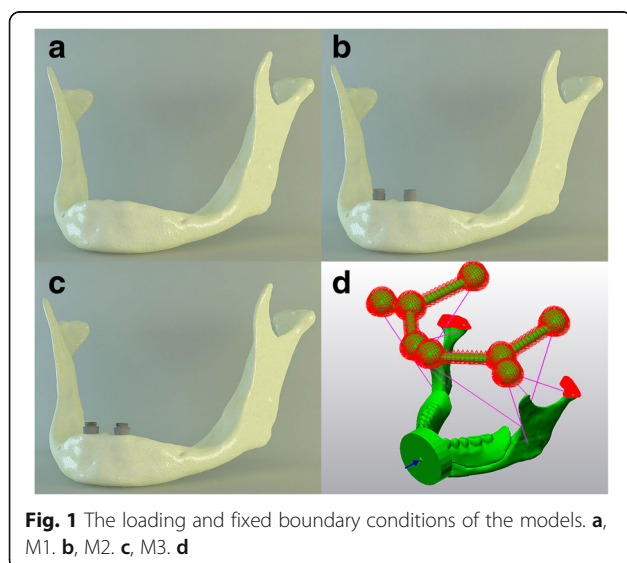 a
b
c
d
Fig. 1 The loading and fixed boundary conditions of the models. a,
M1. b, M2. c, M3. d